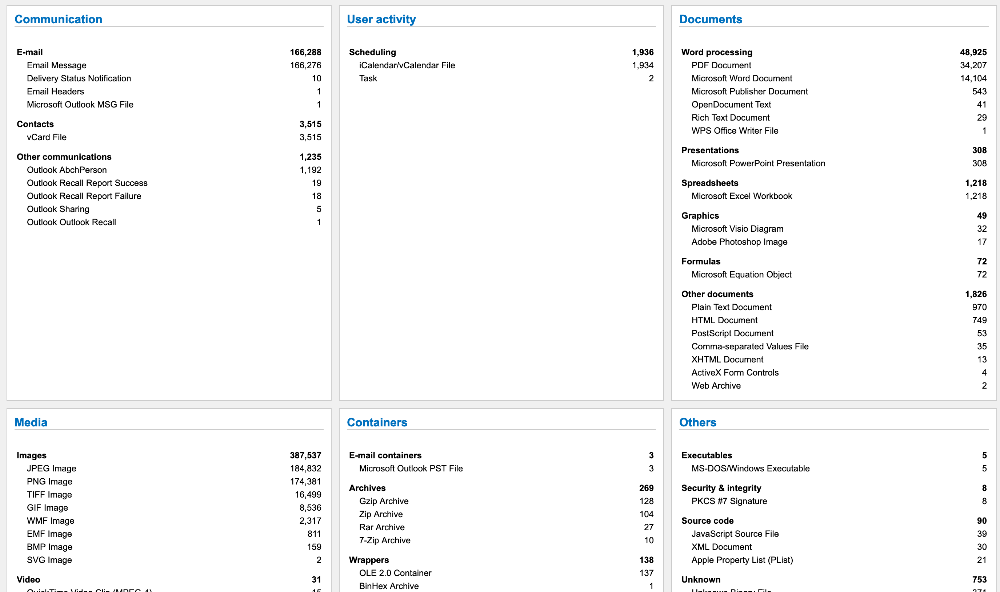 Communication
E-mail 166,288
Email Message 166,276
Delivery Status Notification 10
Email Headers 1
Microsoft Outlook MSG File 1
Contacts 3,515
vCard File 3,515
Other communications 1,235
Outlook AbchPerson 1,192
Outlook Recall Report Success 19
Outlook Recall Report Failure 18
Outlook Sharing 5
Outlook Outlook Recall 1
User activity
Scheduling 1,936
iCalendar/vCalendar File 1,934
Task 2
Documents
Word processing 48,925
PDF Document 34,207
Microsoft Word Document 14,104
Microsoft Publisher Document 543
OpenDocument Text 41
Rich Text Document 29
WPS Office Writer File 1
Presentations 308
Microsoft PowerPoint Presentation 308
Spreadsheets 1,218
Microsoft Excel Workbook 1,218
Graphics 49
Microsoft Visio Diagram 32
Adobe Photoshop Image 17
Formulas 72
Microsoft Equation Object 72
Other documents 1,826
Plain Text Document 970
HTML Document 749
PostScript Document 53
Comma-separated Values File 35
XHTML Document 13
ActiveX Form Controls 4
Web Archive 2
Media
Images 387,537
JPEG Image 184,832
PNG Image 174,381
TIFF Image 16,499
GIF Image 8,536
WMF Image 2,317
EMF Image 811
BMP Image 159
SVG Image 2
Video 31
QuickTime Video Clip (MPEG-4) 15
Containers
E-mail containers 3
Microsoft Outlook PST File 3
Archives 269
Gzip Archive 128
Zip Archive 104
Rar Archive 27
7-Zip Archive 10
Wrappers 138
OLE 2.0 Container 137
BinHex Archive 1
Others
Executables 5
MS-DOS/Windows Executable 5
Security & integrity 8
PKCS #7 Signature 8
Source code 90
JavaScript Source File 39
XML Document 30
Apple Property List (PList) 21
Unknown 753
Unknown Binary File 371